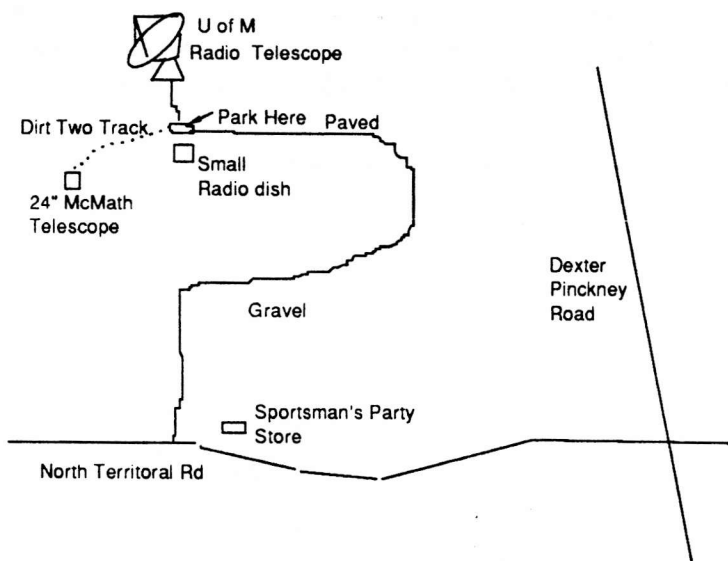 U of M
Radio Telescope
Park Here
Paved
Dirt Two Track
Small
Radio dish
24" McMath
Telescope
Dexter
Pinckney
Road
Gravel
Sportsman's Party
Store
North Territoral Rd